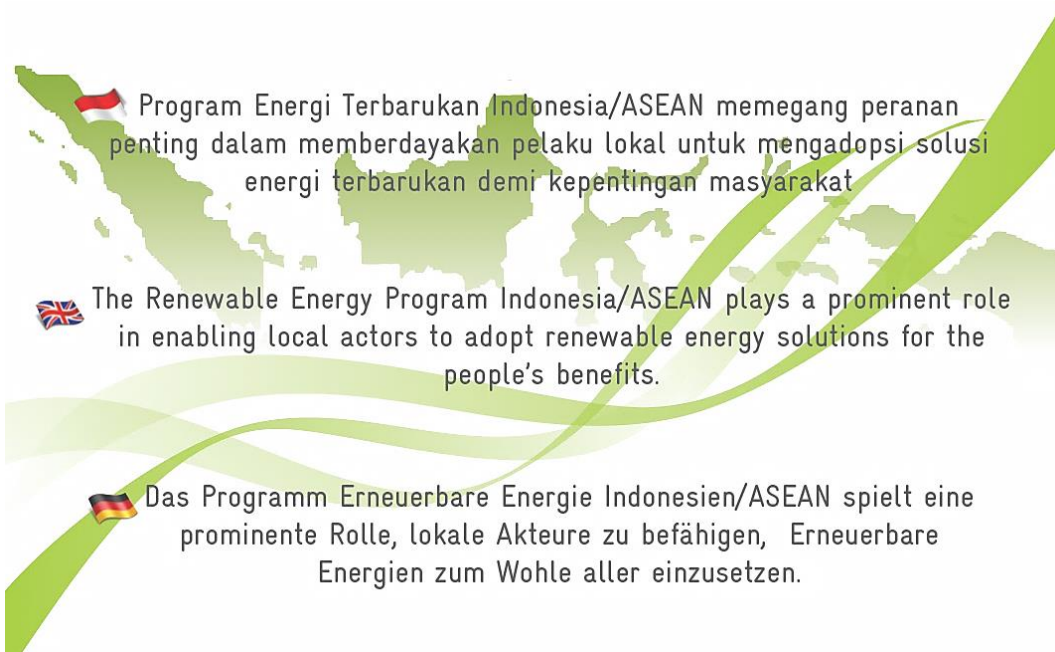 Program Energi Terbarukan Indonesia/ASEAN memegang peranan
penting dalam memberdayakan pelaku lokal untuk mengadopsi solusi
energi terbarukan demi kepentingan masyarakat
The Renewable Energy Program Indonesia/ASEAN plays a prominent role
in enabling local actors to adopt renewable energy solutions for the
people's benefits.
Das Programm Erneuerbare Energie Indonesien/ASEAN spielt eine
prominente Rolle, lokale Akteure zu befähigen, Erneuerbare
Energien zum Wohle aller einzusetzen.